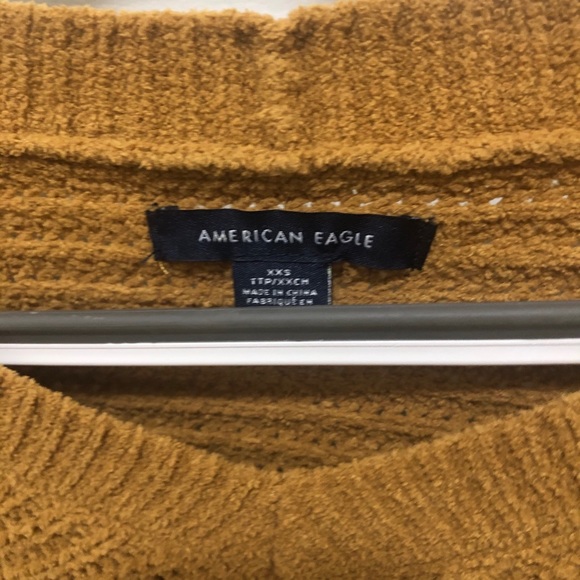 AMERICAN EAGLE
XXS
TTP/XXCH
MADE IN CHINA
FABRIQUÉ EN